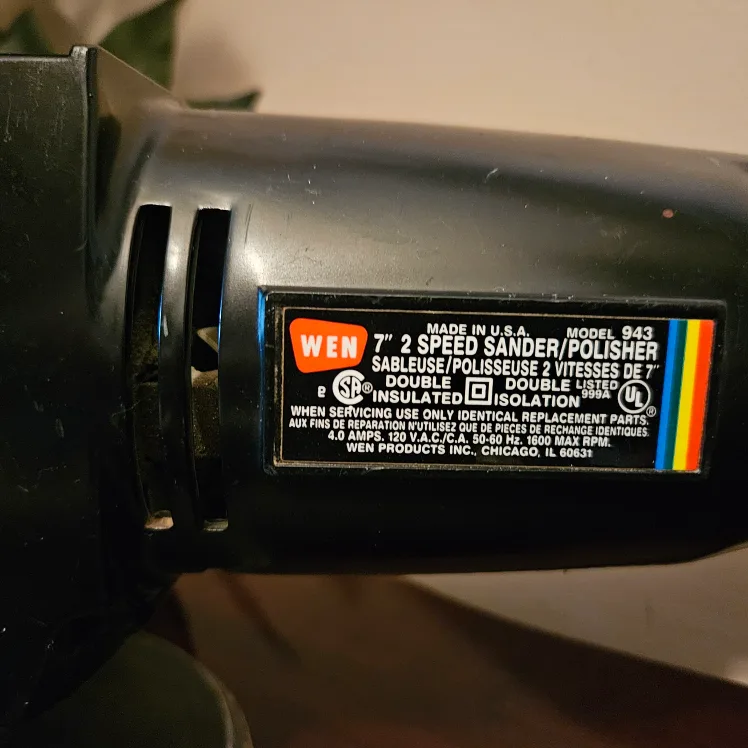 WEN
MADE IN U.S.A. MODEL 943
7" 2 SPEED SANDER/POLISHER
SABLEUSE/POLISSEUSE 2 VITESSES DE 7"
e SA® DOUBLE INSULATED DOUBLE ISOLATION LISTED 999A UL®
WHEN SERVICING USE ONLY IDENTICAL REPLACEMENT PARTS.
AUX FINS DE REPARATION N'UTILISEZ QUE DE PIECES DE RECHANGE IDENTIQUES.
4.0 AMPS. 120 V.A.C./C.A. 50-60 Hz. 1600 MAX RPM.
WEN PRODUCTS INC., CHICAGO, IL 60631